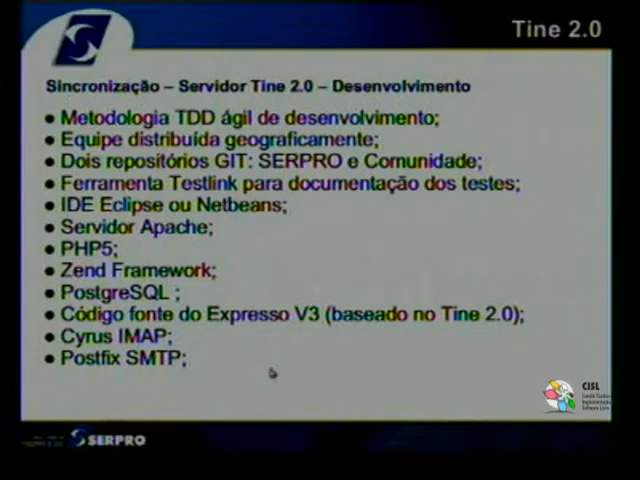 Tine 2.0
Sincronização – Servidor Tine 2.0 – Desenvolvimento
● Metodologia TDD ágil de desenvolvimento;
● Equipe distribuída geograficamente;
● Dois repositórios GIT: SERPRO e Comunidade;
● Ferramenta Testlink para documentação dos testes;
● IDE Eclipse ou Netbeans;
● Servidor Apache;
● PHP5;
● Zend Framework;
● PostgreSQL ;
● Código fonte do Expresso V3 (baseado no Tine 2.0);
● Cyrus IMAP;
● Postfix SMTP;
CISL
SERPRO